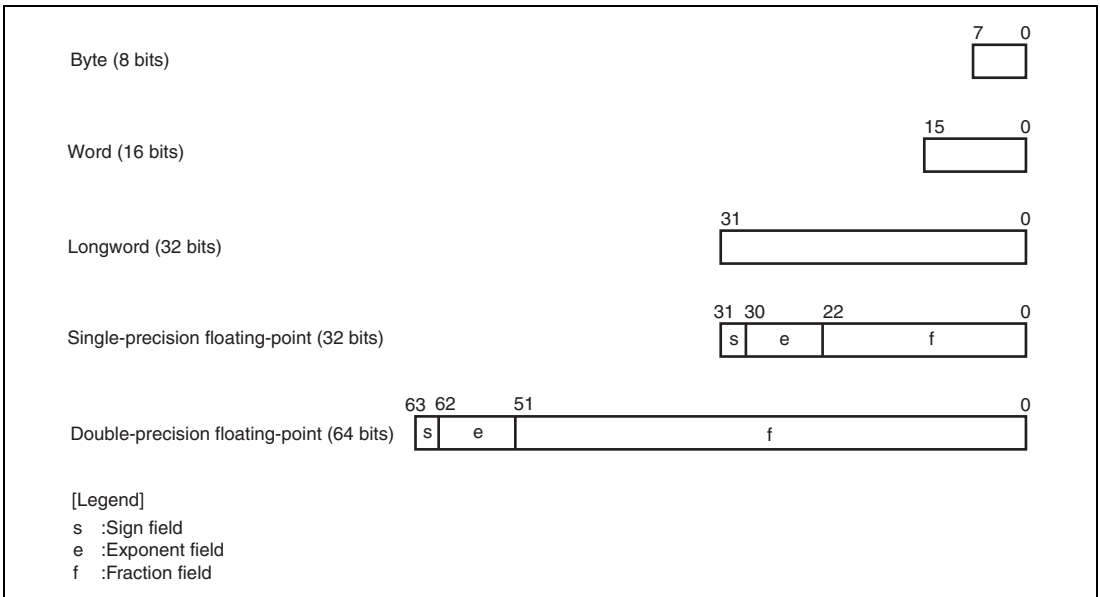 7 0
Byte (8 bits)
15 0
Word (16 bits)
31 0
Longword (32 bits)
31 30 22 0
Single-precision floating-point (32 bits) s e f
63 62 51 0
Double-precision floating-point (64 bits) s e f
[Legend]
s :Sign field
e :Exponent field
f :Fraction field